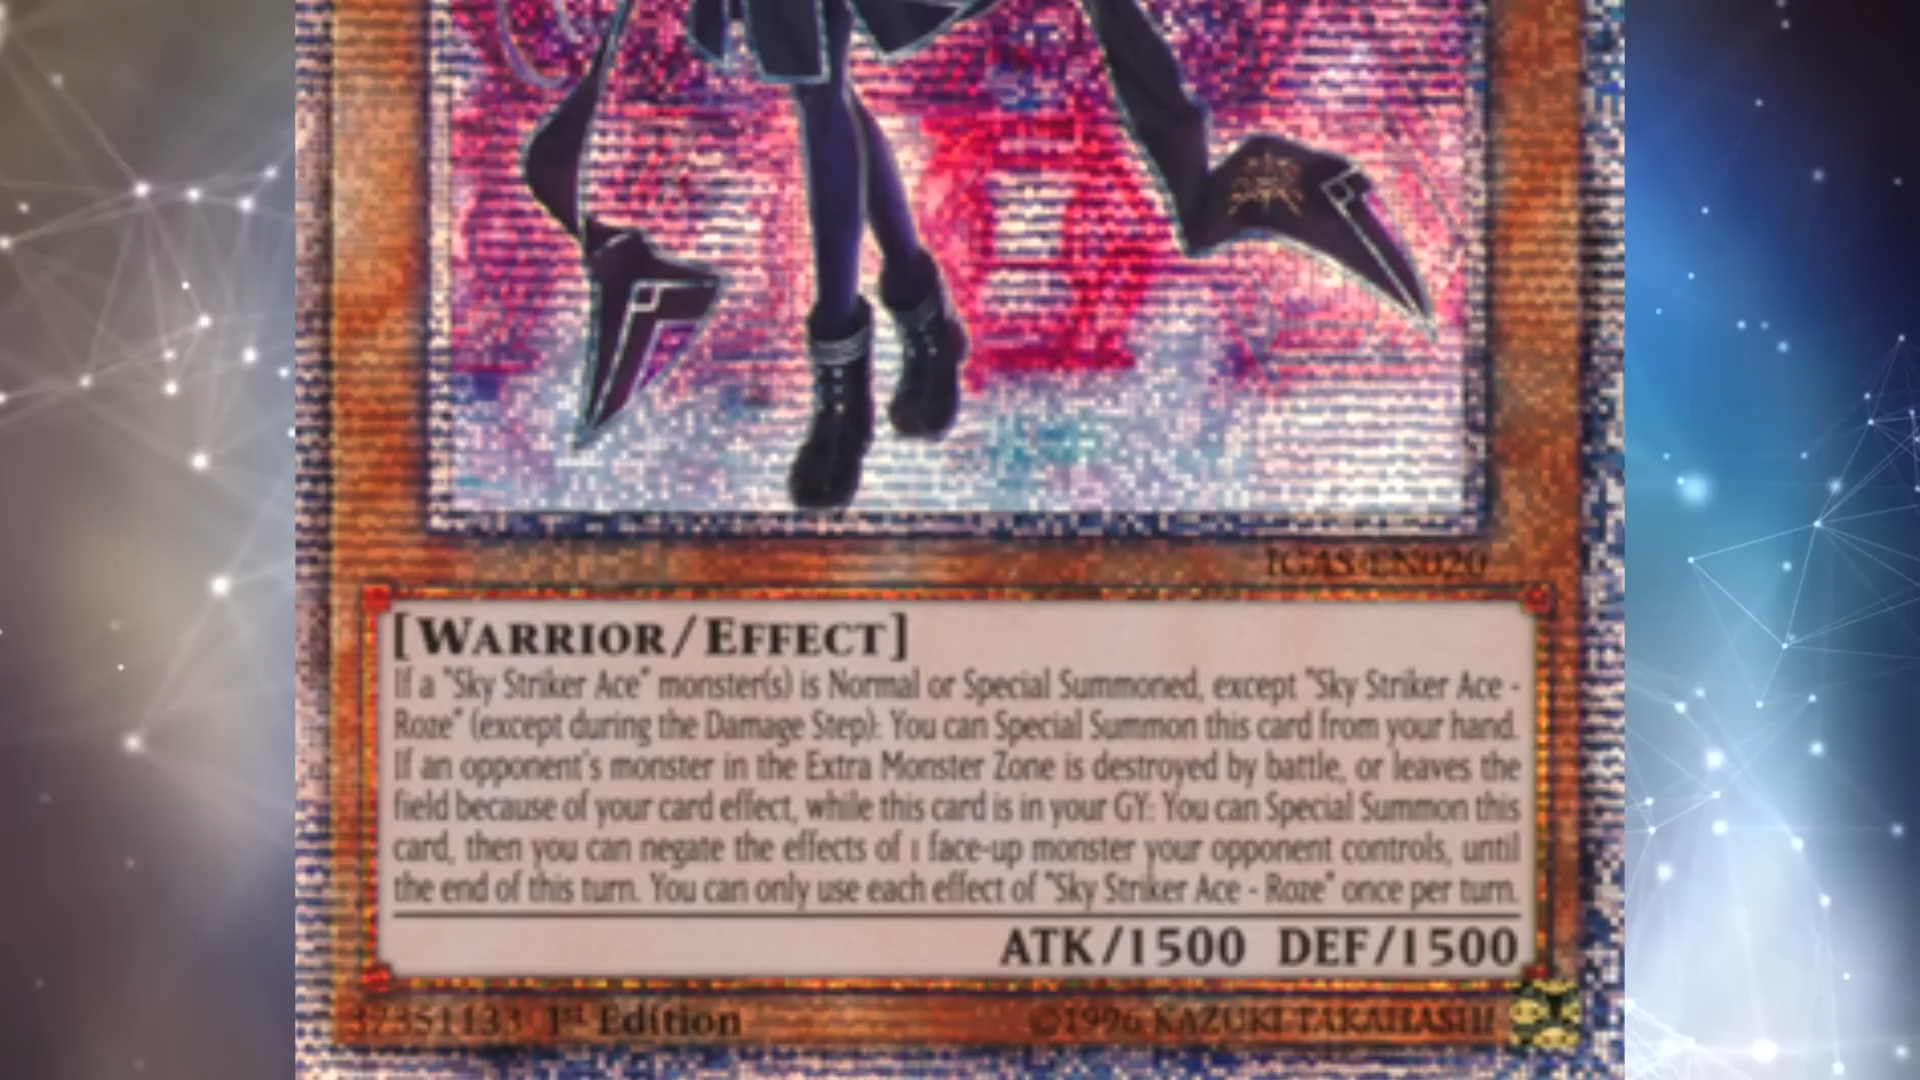 IGAS-EN020
[WARRIOR/EFFECT]
If a "Sky Striker Ace" monster(s) is Normal or Special Summoned, except "Sky Striker Ace -
Roze" (except during the Damage Step): You can Special Summon this card from your hand.
If an opponent's monster in the Extra Monster Zone is destroyed by battle, or leaves the
field because of your card effect, while this card is in your GY: You can Special Summon this
card, then you can negate the effects of 1 face-up monster your opponent controls, until
the end of this turn. You can only use each effect of "Sky Striker Ace - Roze" once per turn.
ATK/1500 DEF/1500
37351133 1st Edition
©1996 KAZUKI TAKAHASHI